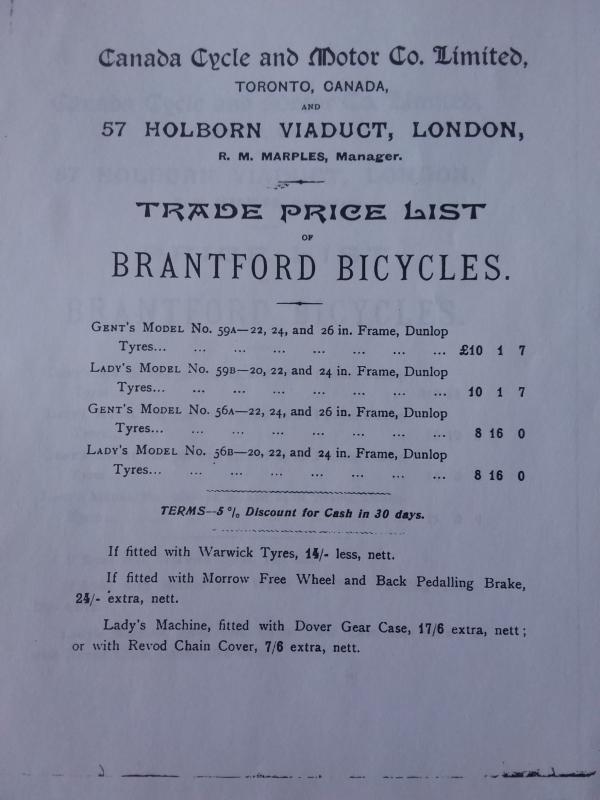 Canada Cycle and Motor Co. Limited,
TORONTO, CANADA,
AND
57 HOLBORN VIADUCT, LONDON,
R. M. MARPLES, Manager.
TRADE PRICE LIST
OF
BRANTFORD BICYCLES.
GENT'S MODEL No. 59A—22, 24, and 26 in. Frame, Dunlop
Tyres... ... ... ... ... ... ... ... £10 1 7
LADY'S MODEL No. 59B—20, 22, and 24 in. Frame, Dunlop
Tyres... ... ... ... ... ... ... ... 10 1 7
GENT'S MODEL No. 56A—22, 24, and 26 in. Frame, Dunlop
Tyres... ... ... ... ... ... ... ... 8 16 0
LADY'S MODEL No. 56B—20, 22, and 24 in. Frame, Dunlop
Tyres... ... ... ... ... ... ... ... 8 16 0
TERMS—5 % Discount for Cash in 30 days.
If fitted with Warwick Tyres, 14/- less, nett.
If fitted with Morrow Free Wheel and Back Pedalling Brake,
24/- extra, nett.
Lady's Machine, fitted with Dover Gear Case, 17/6 extra, nett;
or with Revod Chain Cover, 7/6 extra, nett.